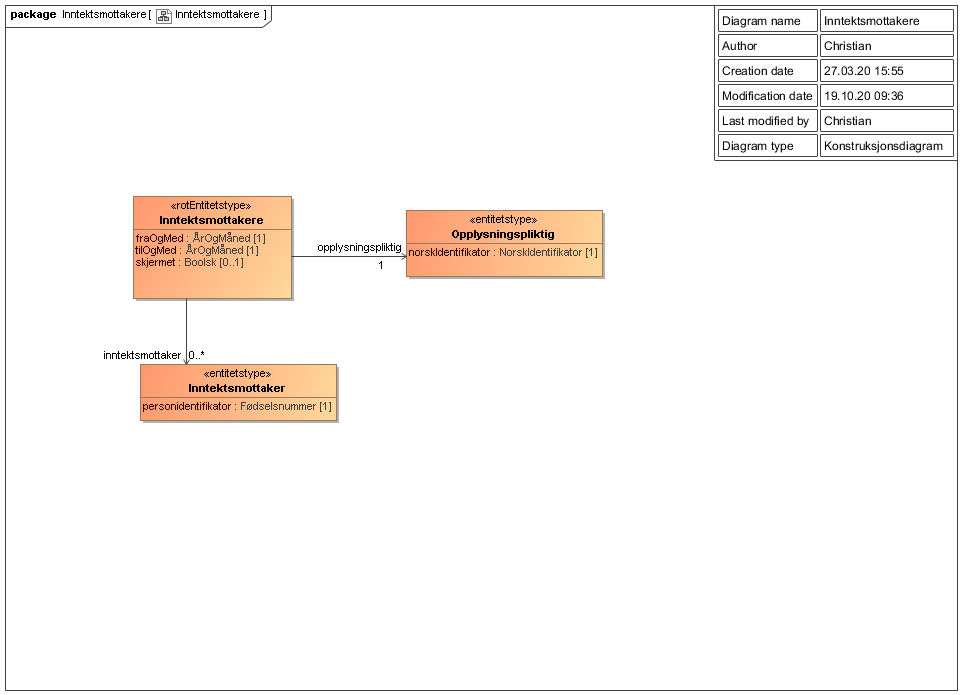 package Inntektsmottakere [ Inntektsmottakere ]
Diagram name Inntektsmottakere
Author Christian
Creation date 27.03.20 15:55
Modification date 19.10.20 09:36
Last modified by Christian
Diagram type Konstruksjonsdiagram
«rotEntitetstype»
Inntektsmottakere
fraOgMed : ÅrOgMåned [1]
tilOgMed : ÅrOgMåned [1]
skjermet : Boolsk [0..1]
opplysningspliktig
1
«entitetstype»
Opplysningspliktig
norskIdentifikator : NorskIdentifikator [1]
inntektsmottaker 0..*
«entitetstype»
Inntektsmottaker
personidentifikator : Fødselsnummer [1]